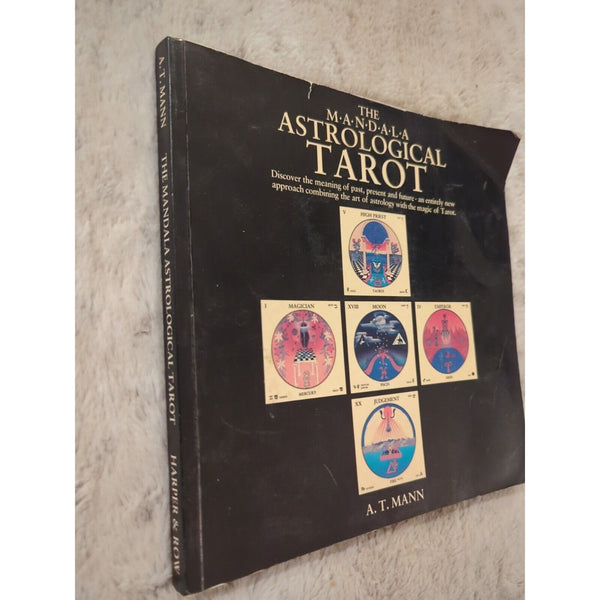 A. T. MANN THE MANDALA ASTROLOGICAL TAROT HARPER & ROW
THE
M·A·N·D·A·L·A
ASTROLOGICAL
TAROT
Discover the meaning of past, present and future - an entirely new
approach combining the art of astrology with the magic of Tarot.
V HIGH PRIEST
TAURUS
I MAGICIAN
MERCURY
XVIII MOON
IV EMPEROR
XX JUDGEMENT
FIRE
A. T. MANN